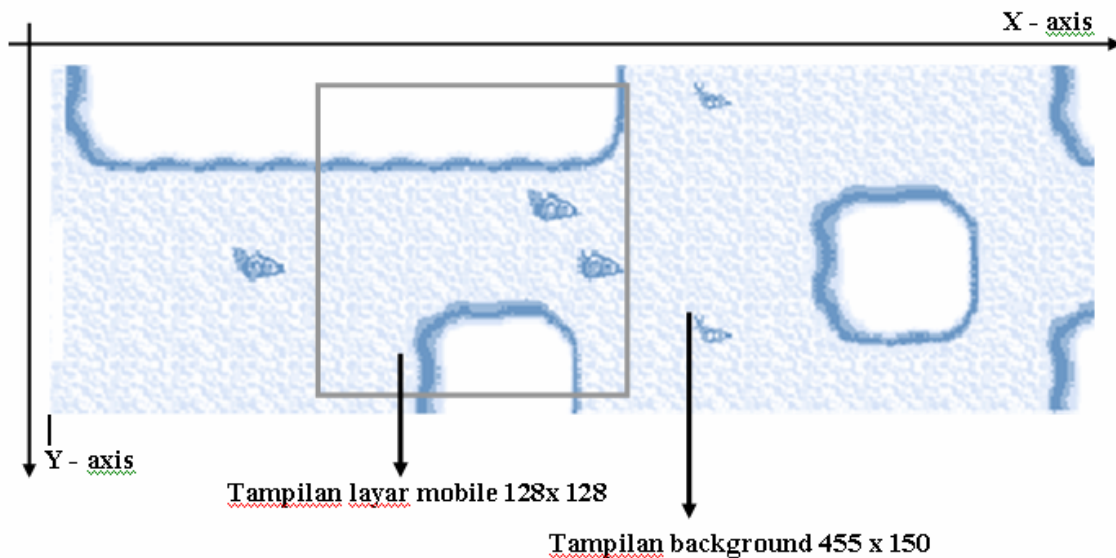 X - axis
Y - axis
Tampilan layar mobile 128x 128
Tampilan background 455 x 150